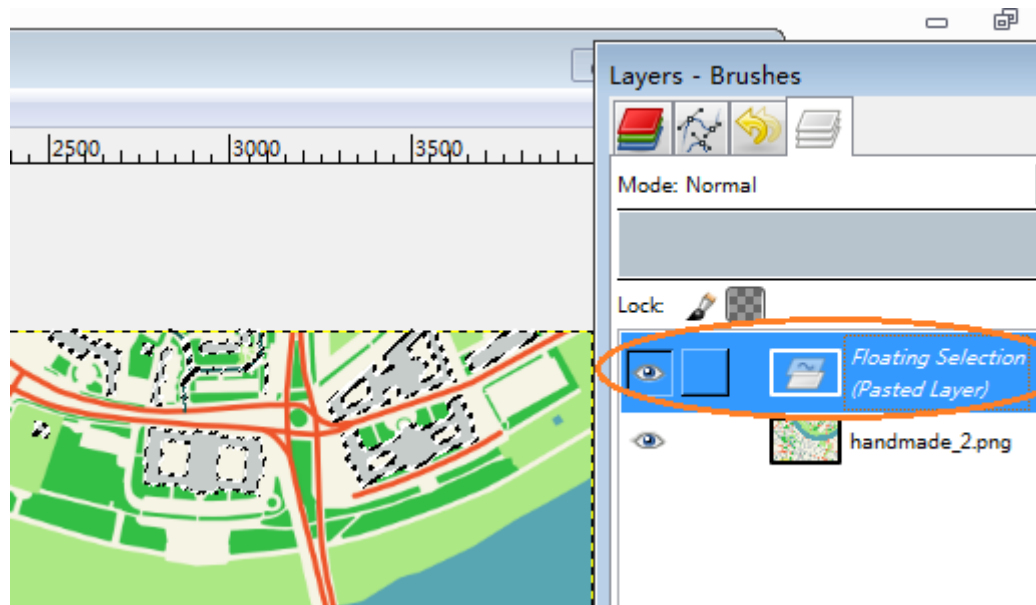 Layers - Brushes
2500 3000 3500
Mode: Normal
Lock:
Floating Selection
(Pasted Layer)
handmade_2.png